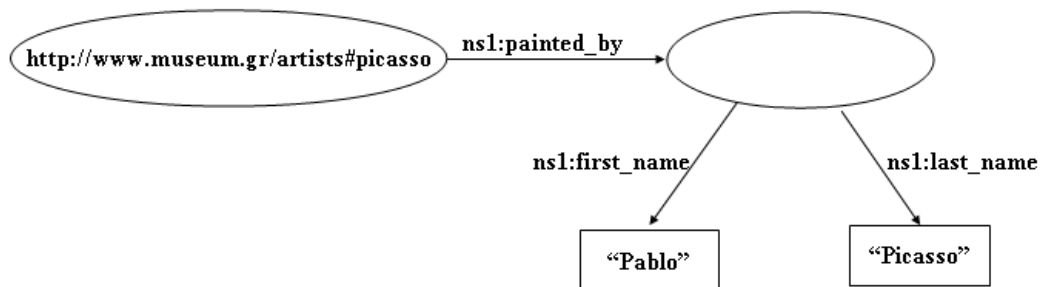 ns1:painted_by
http://www.museum.gr/artists#picasso
ns1:first_name
ns1:last_name
“Pablo”
“Picasso”